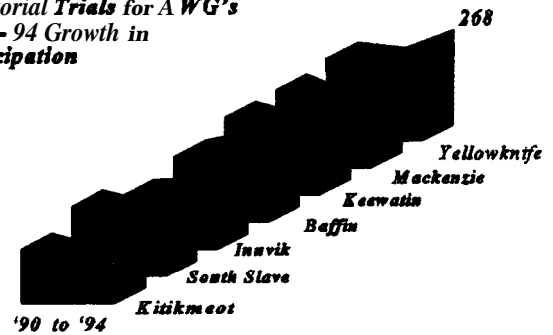 orial Trials for AWG's
- 94 Growth in
cipation
268
Yellowknife
Mackenzie
Keewatin
Baffin
Inuvik
South Slave
Kitikmeot
'90 to '94